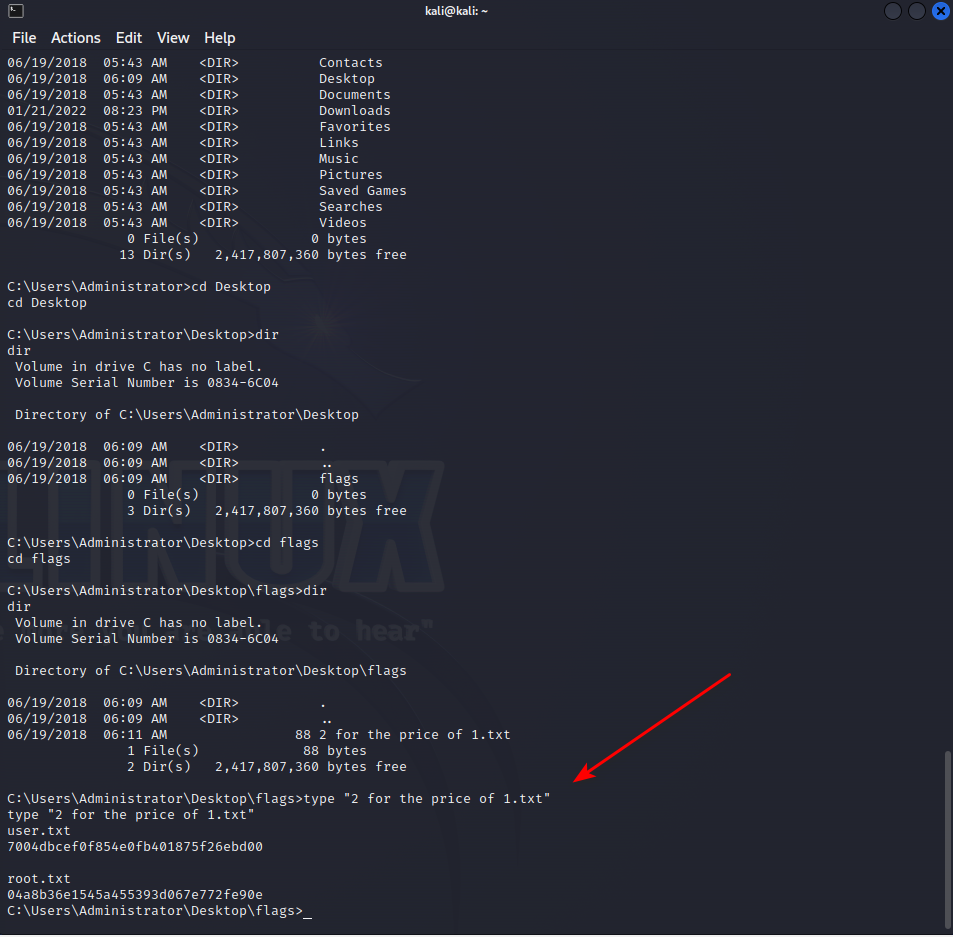 kali@kali: ~
File Actions Edit View Help
06/19/2018  05:43 AM    <DIR>          Contacts
06/19/2018  06:09 AM    <DIR>          Desktop
06/19/2018  05:43 AM    <DIR>          Documents
01/21/2022  08:23 PM    <DIR>          Downloads
06/19/2018  05:43 AM    <DIR>          Favorites
06/19/2018  05:43 AM    <DIR>          Links
06/19/2018  05:43 AM    <DIR>          Music
06/19/2018  05:43 AM    <DIR>          Pictures
06/19/2018  05:43 AM    <DIR>          Saved Games
06/19/2018  05:43 AM    <DIR>          Searches
06/19/2018  05:43 AM    <DIR>          Videos
               0 File(s)              0 bytes
              13 Dir(s)   2,417,807,360 bytes free
C:\Users\Administrator>cd Desktop
cd Desktop
C:\Users\Administrator\Desktop>dir
dir
 Volume in drive C has no label.
 Volume Serial Number is 0834-6C04
 Directory of C:\Users\Administrator\Desktop
06/19/2018  06:09 AM    <DIR>          .
06/19/2018  06:09 AM    <DIR>          ..
06/19/2018  06:09 AM    <DIR>          flags
               0 File(s)              0 bytes
               3 Dir(s)   2,417,807,360 bytes free
C:\Users\Administrator\Desktop>cd flags
cd flags
C:\Users\Administrator\Desktop\flags>dir
dir
 Volume in drive C has no label.
 Volume Serial Number is 0834-6C04
 Directory of C:\Users\Administrator\Desktop\flags
06/19/2018  06:09 AM    <DIR>          .
06/19/2018  06:09 AM    <DIR>          ..
06/19/2018  06:11 AM                88 2 for the price of 1.txt
               1 File(s)             88 bytes
               2 Dir(s)   2,417,807,360 bytes free
C:\Users\Administrator\Desktop\flags>type "2 for the price of 1.txt"
type "2 for the price of 1.txt"
user.txt
7004dbcef0f854e0fb401875f26ebd00
root.txt
04a8b36e1545a455393d067e772fe90e
C:\Users\Administrator\Desktop\flags>_
LINUX
to hear"